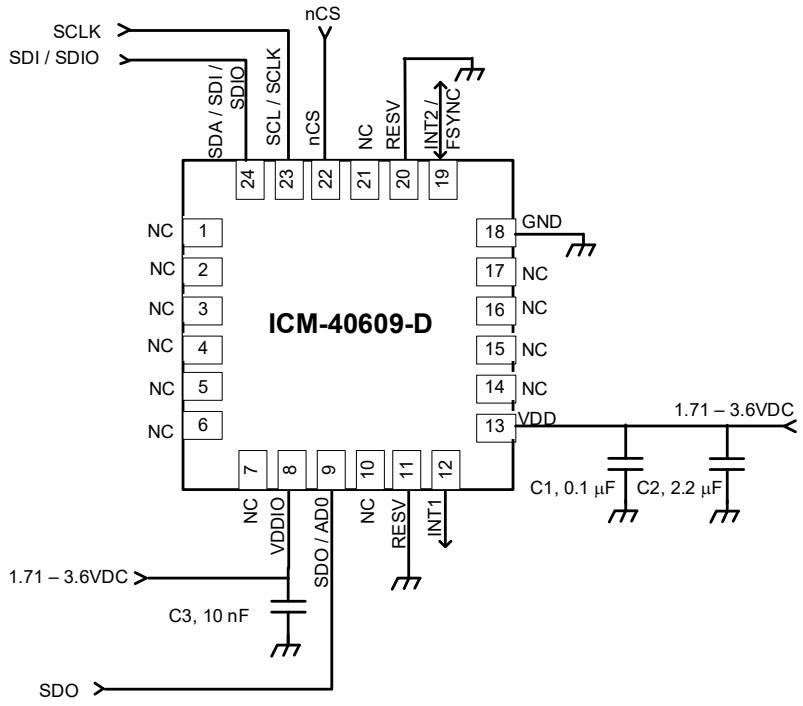 nCS
SCLK
SDI / SDIO
SDA / SDI /
SDIO
SCL / SCLK
nCS
NC
RESV
INT2 /
FSYNC
24
23
22
21
20
19
NC 1
18 GND
NC 2
17 NC
NC 3
16 NC
ICM-40609-D
NC 4
15 NC
NC 5
14 NC
NC 6
13 VDD
1.71 – 3.6VDC
7
8
9
10
11
12
C1, 0.1 µF
C2, 2.2 µF
NC
VDDIO
SDO / AD0
NC
RESV
INT1
1.71 – 3.6VDC
C3, 10 nF
SDO